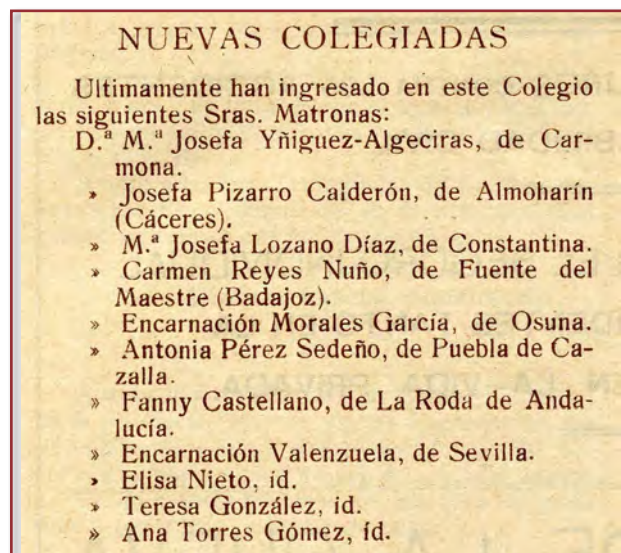 NUEVAS COLEGIADAS
Ultimamente han ingresado en este Colegio
las siguientes Sras. Matronas:
D.ª M.ª Josefa Yñiguez-Algeciras, de Car-
mona.
» Josefa Pizarro Calderón, de Almoharín
(Cáceres).
» M.ª Josefa Lozano Díaz, de Constantina.
» Carmen Reyes Nuño, de Fuente del
Maestre (Badajoz).
» Encarnación Morales García, de Osuna.
» Antonia Pérez Sedeño, de Puebla de Ca-
zalla.
» Fanny Castellano, de La Roda de Anda-
lucía.
» Encarnación Valenzuela, de Sevilla.
» Elisa Nieto, íd.
» Teresa González, íd.
» Ana Torres Gómez, íd.